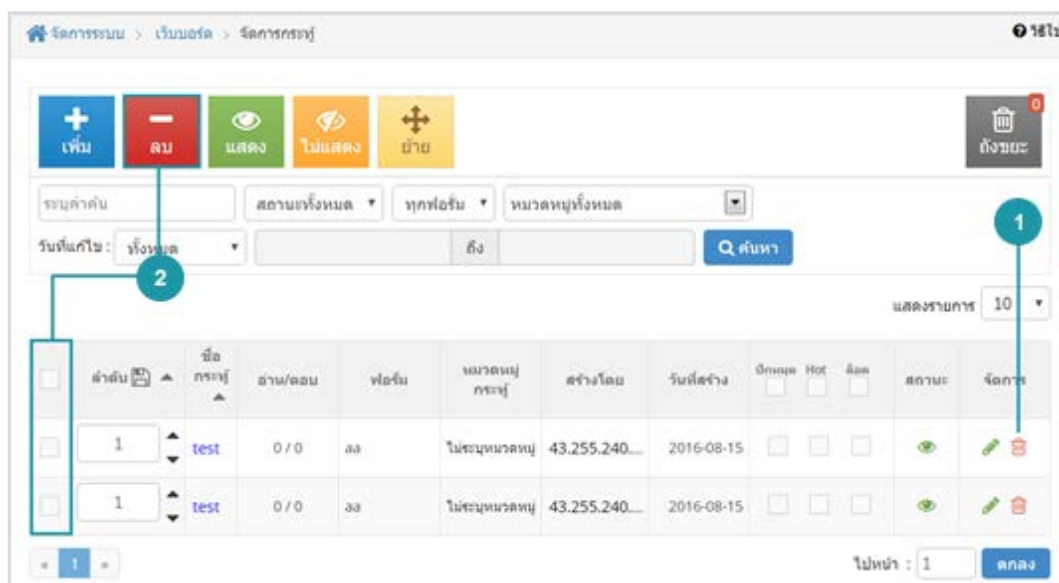 จัดการระบบ > เว็บบอร์ด > จัดการกระทู้
วิธีใ
เพิ่ม ลบ แสดง ไม่แสดง ย้าย
0
ถังขยะ
ระบุคำค้น สถานะทั้งหมด ทุกฟอรั่ม หมวดหมู่ทั้งหมด
1
วันที่แก้ไข : ทั้งหมด ถึง ค้นหา
2
แสดงรายการ 10
ลำดับ ชื่อกระทู้ อ่าน/ตอบ ฟอรั่ม หมวดหมู่กระทู้ สร้างโดย วันที่สร้าง ปักหมุด Hot ล็อค สถานะ จัดการ
1 test 0 / 0 ลล ไม่ระบุหมวดหมู่ 43.255.240.... 2016-08-15
1 test 0 / 0 ลล ไม่ระบุหมวดหมู่ 43.255.240.... 2016-08-15
« 1 » ไปหน้า : 1 ตกลง